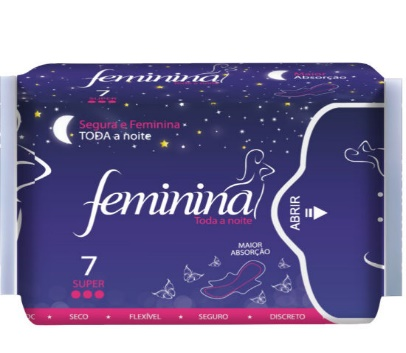 feminina
7
Maior
Absorção
Segura e Feminina
TODA a noite
feminina
Toda a noite
ABRIR
MAIOR
ABSORÇÃO
7
SUPER
SECO • FLEXÍVEL • SEGURO • DISCRETO